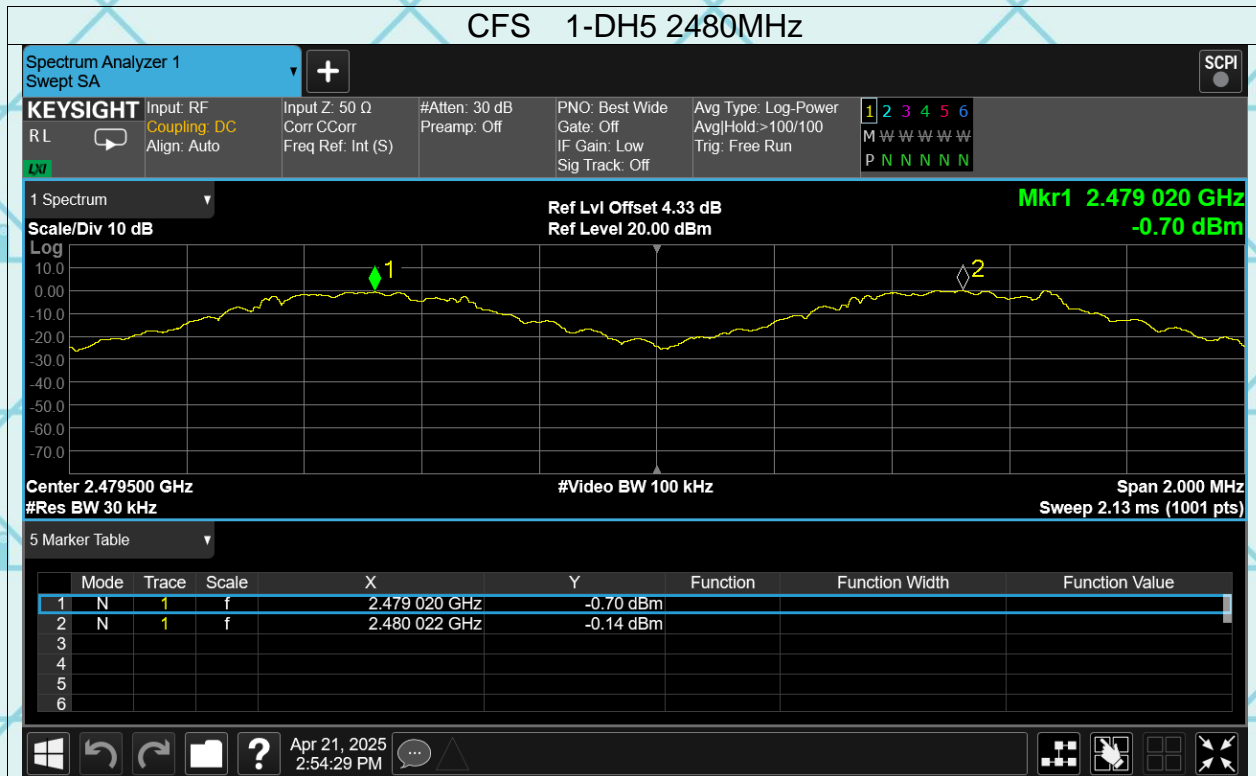 CFS 1-DH5 2480MHz
Spectrum Analyzer 1
Swept SA
SCPI
KEYSIGHT
RL
LXI
Input: RF
Coupling: DC
Align: Auto
Input Z: 50 Ω
Corr CCorr
Freq Ref: Int (S)
#Atten: 30 dB
Preamp: Off
PNO: Best Wide
Gate: Off
IF Gain: Low
Sig Track: Off
Avg Type: Log-Power
Avg|Hold:>100/100
Trig: Free Run
1 2 3 4 5 6
M W W W W W
P N N N N N
1 Spectrum
Scale/Div 10 dB
Ref Lvl Offset 4.33 dB
Ref Level 20.00 dBm
Mkr1 2.479 020 GHz
-0.70 dBm
Log
10.0
0.00
-10.0
-20.0
-30.0
-40.0
-50.0
-60.0
-70.0
1
2
Center 2.479500 GHz
#Video BW 100 kHz
Span 2.000 MHz
#Res BW 30 kHz
Sweep 2.13 ms (1001 pts)
5 Marker Table
Mode Trace Scale X Y Function Function Width Function Value
1 N 1 f 2.479 020 GHz -0.70 dBm
2 N 1 f 2.480 022 GHz -0.14 dBm
3
4
5
6
Apr 21, 2025
2:54:29 PM